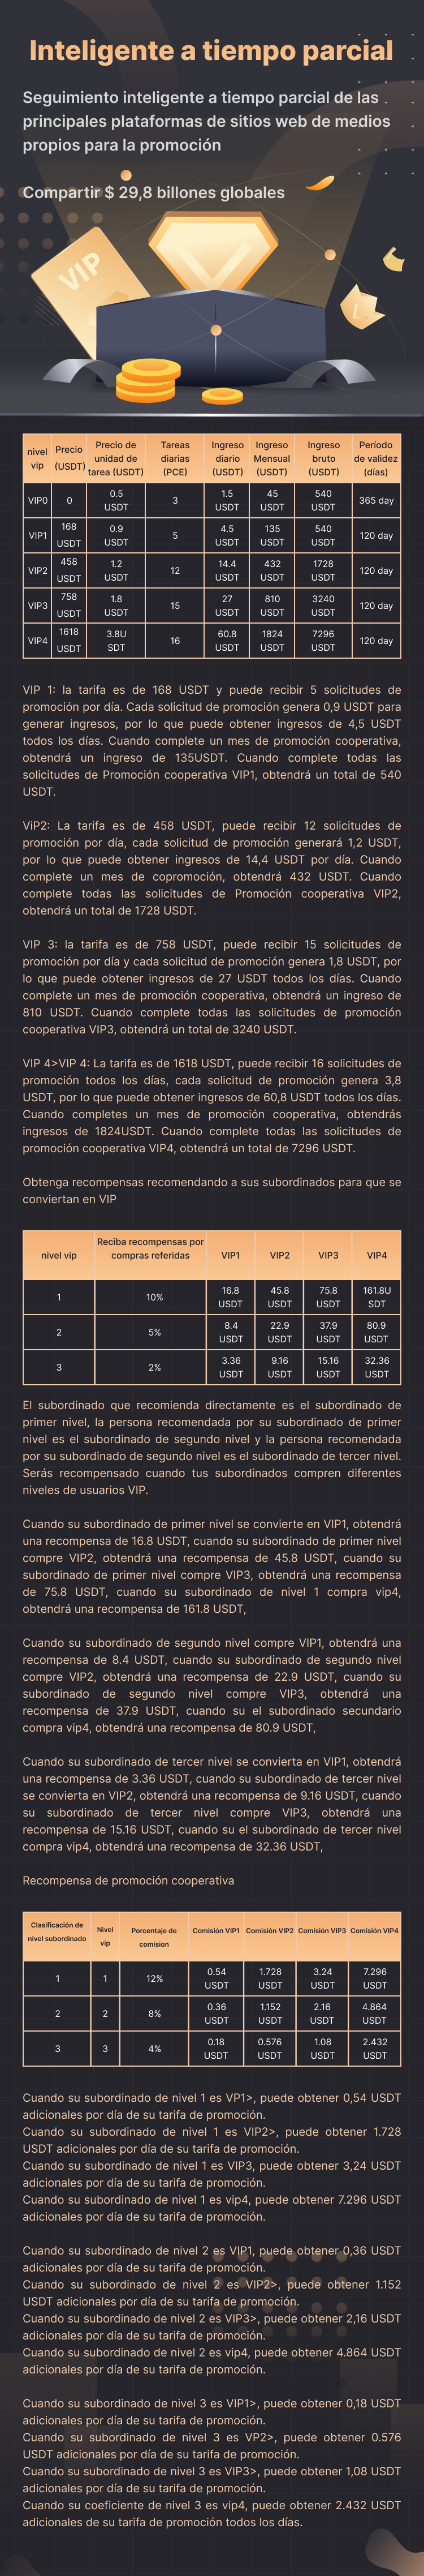 Inteligente a tiempo parcial
Seguimiento inteligente a tiempo parcial de las
principales plataformas de sitios web de medios
propios para la promoción
Compartir $ 29,8 billones globales
VIP
nivel vip Precio (USDT) Precio de unidad de tarea (USDT) Tareas diarias (PCE) Ingreso diario (USDT) Ingreso Mensual (USDT) Ingreso bruto (USDT) Período de validez (días)
VIP0 0 0.5 USDT 3 1.5 USDT 45 USDT 540 USDT 365 day
VIP1 168 USDT 0.9 USDT 5 4.5 USDT 135 USDT 540 USDT 120 day
VIP2 458 USDT 1.2 USDT 12 14.4 USDT 432 USDT 1728 USDT 120 day
VIP3 758 USDT 1.8 USDT 15 27 USDT 810 USDT 3240 USDT 120 day
VIP4 1618 USDT 3.8U SDT 16 60.8 USDT 1824 USDT 7296 USDT 120 day
VIP 1: la tarifa es de 168 USDT y puede recibir 5 solicitudes de
promoción por día. Cada solicitud de promoción genera 0,9 USDT para
generar ingresos, por lo que puede obtener ingresos de 4,5 USDT
todos los días. Cuando complete un mes de promoción cooperativa,
obtendrá un ingreso de 135USDT. Cuando complete todas las
solicitudes de Promoción cooperativa VIP1, obtendrá un total de 540
USDT.
ViP2: La tarifa es de 458 USDT, puede recibir 12 solicitudes de
promoción por día, cada solicitud de promoción generará 1,2 USDT,
por lo que puede obtener ingresos de 14,4 USDT por día. Cuando
complete un mes de copromoción, obtendrá 432 USDT. Cuando
complete todas las solicitudes de Promoción cooperativa VIP2,
obtendrá un total de 1728 USDT.
VIP 3: la tarifa es de 758 USDT, puede recibir 15 solicitudes de
promoción por día y cada solicitud de promoción genera 1,8 USDT, por
lo que puede obtener ingresos de 27 USDT todos los días. Cuando
complete un mes de promoción cooperativa, obtendrá un ingreso de
810 USDT. Cuando complete todas las solicitudes de promoción
cooperativa VIP3, obtendrá un total de 3240 USDT.
VIP 4>VIP 4: La tarifa es de 1618 USDT, puede recibir 16 solicitudes de
promoción todos los días, cada solicitud de promoción genera 3,8
USDT, por lo que puede obtener ingresos de 60,8 USDT todos los días.
Cuando completes un mes de promoción cooperativa, obtendrás
ingresos de 1824USDT. Cuando complete todas las solicitudes de
promoción cooperativa VIP4, obtendrá un total de 7296 USDT.
Obtenga recompensas recomendando a sus subordinados para que se
conviertan en VIP
nivel vip Reciba recompensas por compras referidas VIP1 VIP2 VIP3 VIP4
1 10% 16.8 USDT 45.8 USDT 75.8 USDT 161.8U SDT
2 5% 8.4 USDT 22.9 USDT 37.9 USDT 80.9 USDT
3 2% 3.36 USDT 9.16 USDT 15.16 USDT 32.36 USDT
El subordinado que recomienda directamente es el subordinado de
primer nivel, la persona recomendada por su subordinado de primer
nivel es el subordinado de segundo nivel y la persona recomendada
por su subordinado de segundo nivel es el subordinado de tercer nivel.
Serás recompensado cuando tus subordinados compren diferentes
niveles de usuarios VIP.
Cuando su subordinado de primer nivel se convierte en VIP1, obtendrá
una recompensa de 16.8 USDT, cuando su subordinado de primer nivel
compre VIP2, obtendrá una recompensa de 45.8 USDT, cuando su
subordinado de primer nivel compre VIP3, obtendrá una recompensa
de 75.8 USDT, cuando su subordinado de nivel 1 compra vip4,
obtendrá una recompensa de 161.8 USDT,
Cuando su subordinado de segundo nivel compre VIP1, obtendrá una
recompensa de 8.4 USDT, cuando su subordinado de segundo nivel
compre VIP2, obtendrá una recompensa de 22.9 USDT, cuando su
subordinado de segundo nivel compre VIP3, obtendrá una
recompensa de 37.9 USDT, cuando su el subordinado secundario
compra vip4, obtendrá una recompensa de 80.9 USDT,
Cuando su subordinado de tercer nivel se convierta en VIP1, obtendrá
una recompensa de 3.36 USDT, cuando su subordinado de tercer nivel
se convierta en VIP2, obtendrá una recompensa de 9.16 USDT, cuando
su subordinado de tercer nivel compre VIP3, obtendrá una
recompensa de 15.16 USDT, cuando su el subordinado de tercer nivel
compra vip4, obtendrá una recompensa de 32.36 USDT,
Recompensa de promoción cooperativa
Clasificación de nivel subordinado Nivel vip Porcentaje de comision Comisión VIP1 Comisión VIP2 Comisión VIP3 Comisión VIP4
1 1 12% 0.54 USDT 1.728 USDT 3.24 USDT 7.296 USDT
2 2 8% 0.36 USDT 1.152 USDT 2.16 USDT 4.864 USDT
3 3 4% 0.18 USDT 0.576 USDT 1.08 USDT 2.432 USDT
Cuando su subordinado de nivel 1 es VP1>, puede obtener 0,54 USDT
adicionales por día de su tarifa de promoción.
Cuando su subordinado de nivel 1 es VIP2>, puede obtener 1.728
USDT adicionales por día de su tarifa de promoción.
Cuando su subordinado de nivel 1 es VIP3, puede obtener 3,24 USDT
adicionales por día de su tarifa de promoción.
Cuando su subordinado de nivel 1 es vip4, puede obtener 7.296 USDT
adicionales por día de su tarifa de promoción.
Cuando su subordinado de nivel 2 es VIP1, puede obtener 0,36 USDT
adicionales por día de su tarifa de promoción.
Cuando su subordinado de nivel 2 es VIP2>, puede obtener 1.152
USDT adicionales por día de su tarifa de promoción.
Cuando su subordinado de nivel 2 es VIP3>, puede obtener 2,16 USDT
adicionales por día de su tarifa de promoción.
Cuando su subordinado de nivel 2 es vip4, puede obtener 4.864 USDT
adicionales por día de su tarifa de promoción.
Cuando su subordinado de nivel 3 es VIP1>, puede obtener 0,18 USDT
adicionales por día de su tarifa de promoción.
Cuando su subordinado de nivel 3 es VP2>, puede obtener 0.576
USDT adicionales por día de su tarifa de promoción.
Cuando su subordinado de nivel 3 es VIP3>, puede obtener 1,08 USDT
adicionales por día de su tarifa de promoción.
Cuando su coeficiente de nivel 3 es vip4, puede obtener 2.432 USDT
adicionales de su tarifa de promoción todos los días.